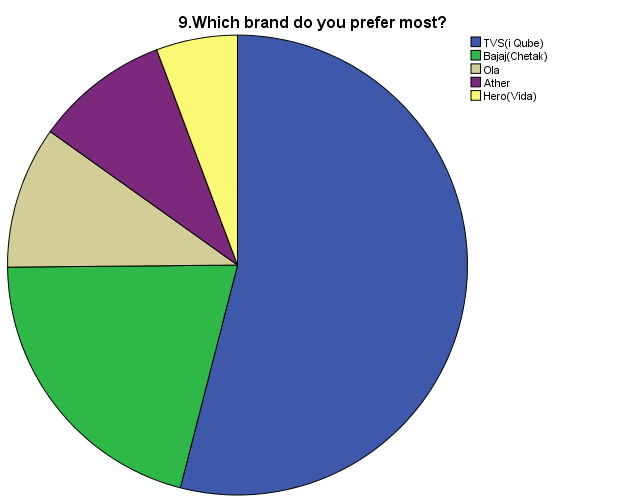 9.Which brand do you prefer most?
TVS(i Qube)
Bajaj(Chetak)
Ola
Ather
Hero(Vida)